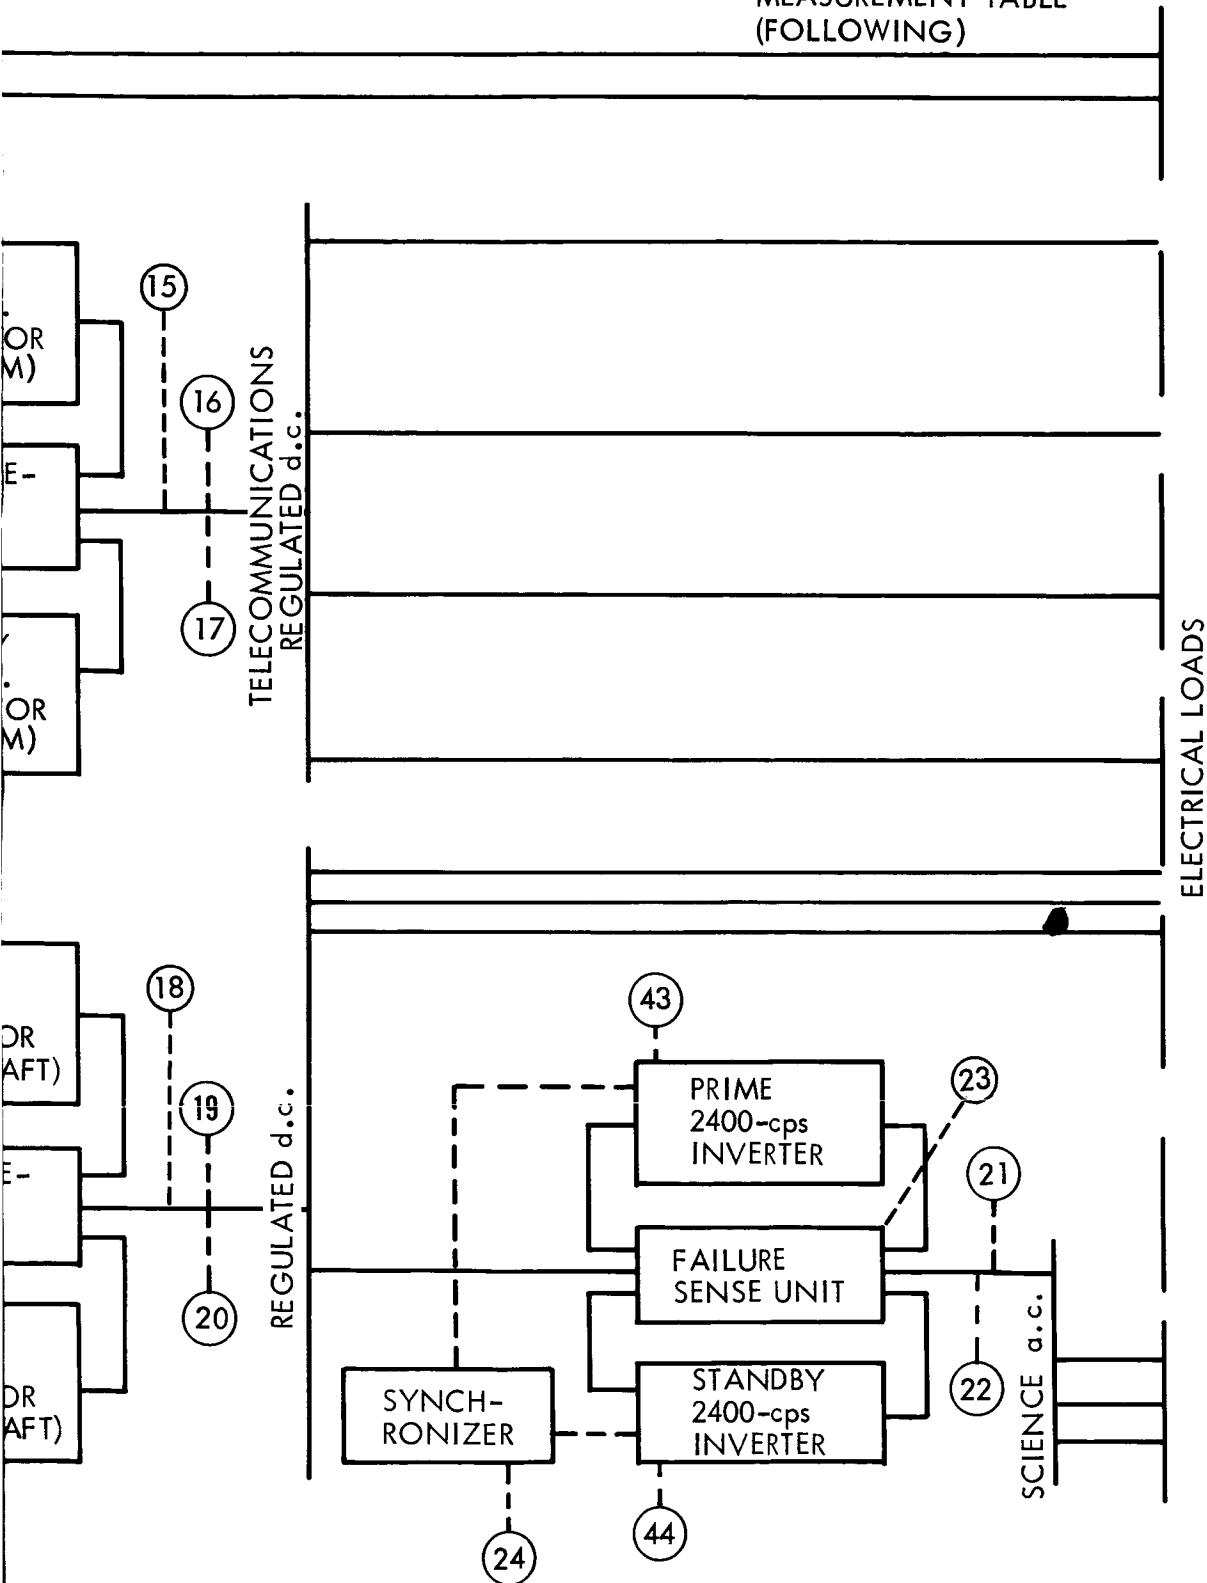 MEASUREMENT TABLE
(FOLLOWING)
OR
M)
15
16
E-
17
TELECOMMUNICATIONS
REGULATED d.c.
OR
M)
ELECTRICAL LOADS
18
OR
AFT)
19
E-
20
REGULATED d.c.
43
PRIME
2400-cps
INVERTER
23
21
FAILURE
SENSE UNIT
22
SCIENCE a.c.
OR
AFT)
SYNCH-
RONIZER
STANDBY
2400-cps
INVERTER
24
44